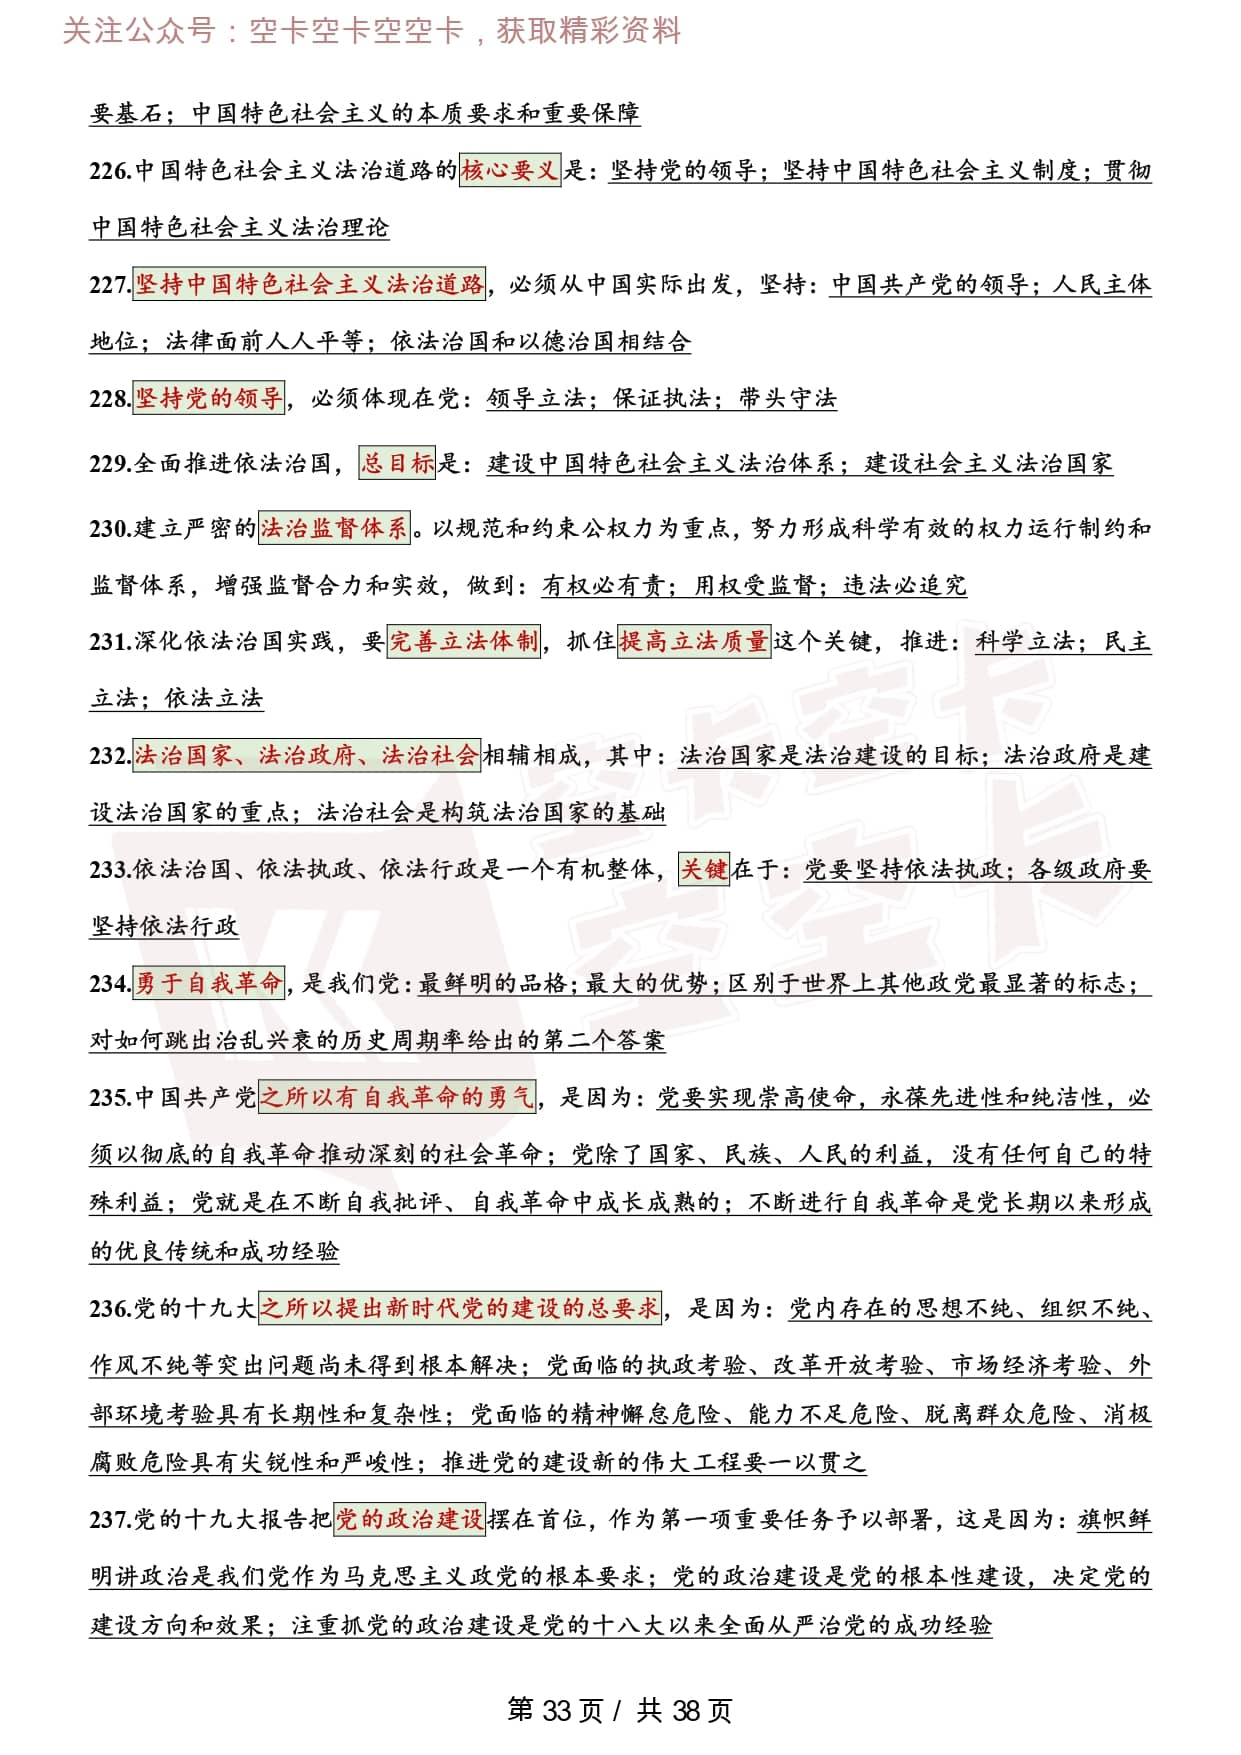 关注公众号：空卡空卡空空卡，获取精彩资料
要基石；中国特色社会主义的本质要求和重要保障
226.中国特色社会主义法治道路的核心要义是：坚持党的领导；坚持中国特色社会主义制度；贯彻
中国特色社会主义法治理论
227.坚持中国特色社会主义法治道路，必须从中国实际出发，坚持：中国共产党的领导；人民主体
地位；法律面前人人平等；依法治国和以德治国相结合
228.坚持党的领导，必须体现在党：领导立法；保证执法；带头守法
229.全面推进依法治国，总目标是：建设中国特色社会主义法治体系；建设社会主义法治国家
230.建立严密的法治监督体系。以规范和约束公权力为重点，努力形成科学有效的权力运行制约和
监督体系，增强监督合力和实效，做到：有权必有责；用权受监督；违法必追究
231.深化依法治国实践，要完善立法体制，抓住提高立法质量这个关键，推进：科学立法；民主
立法；依法立法
232.法治国家、法治政府、法治社会相辅相成，其中：法治国家是法治建设的目标；法治政府是建
设法治国家的重点；法治社会是构筑法治国家的基础
233.依法治国、依法执政、依法行政是一个有机整体，关键在于：党要坚持依法执政；各级政府要
坚持依法行政
234.勇于自我革命，是我们党：最鲜明的品格；最大的优势；区别于世界上其他政党最显著的标志；
对如何跳出治乱兴衰的历史周期率给出的第二个答案
235.中国共产党之所以有自我革命的勇气，是因为：党要实现崇高使命，永葆先进性和纯洁性，必
须以彻底的自我革命推动深刻的社会革命；党除了国家、民族、人民的利益，没有任何自己的特
殊利益；党就是在不断自我批评、自我革命中成长成熟的；不断进行自我革命是党长期以来形成
的优良传统和成功经验
236.党的十九大之所以提出新时代党的建设的总要求，是因为：党内存在的思想不纯、组织不纯、
作风不纯等突出问题尚未得到根本解决；党面临的执政考验、改革开放考验、市场经济考验、外
部环境考验具有长期性和复杂性；党面临的精神懈怠危险、能力不足危险、脱离群众危险、消极
腐败危险具有尖锐性和严峻性；推进党的建设新的伟大工程要一以贯之
237.党的十九大报告把党的政治建设摆在首位，作为第一项重要任务予以部署，这是因为：旗帜鲜
明讲政治是我们党作为马克思主义政党的根本要求；党的政治建设是党的根本性建设，决定党的
建设方向和效果；注重抓党的政治建设是党的十八大以来全面从严治党的成功经验
空卡空卡
空空卡
第 33 页 / 共 38 页